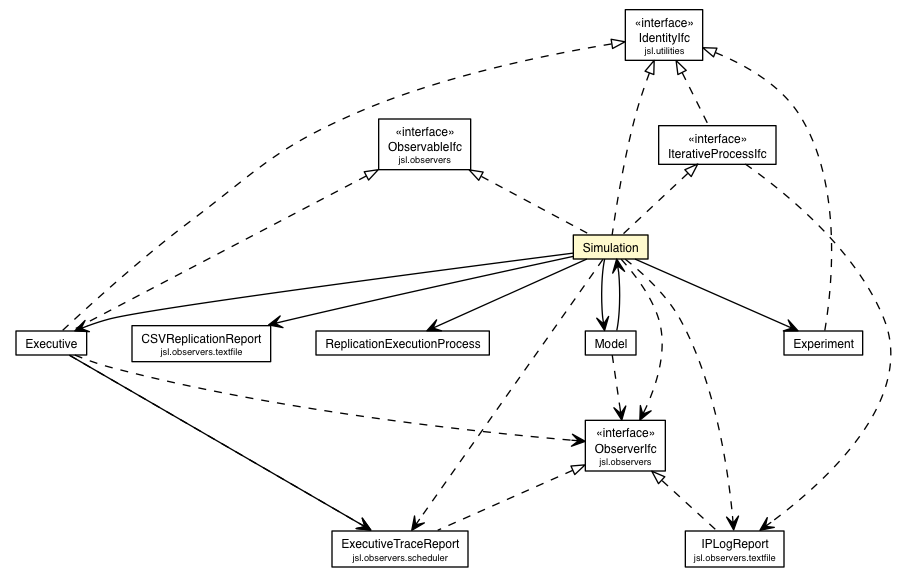 «interface»
IdentityIfc
jsl.utilities
«interface»
ObservableIfc
jsl.observers
«interface»
IterativeProcessIfc
Simulation
Executive
CSVReplicationReport
jsl.observers.textfile
ReplicationExecutionProcess
Model
Experiment
«interface»
ObserverIfc
jsl.observers
ExecutiveTraceReport
jsl.observers.scheduler
IPLogReport
jsl.observers.textfile